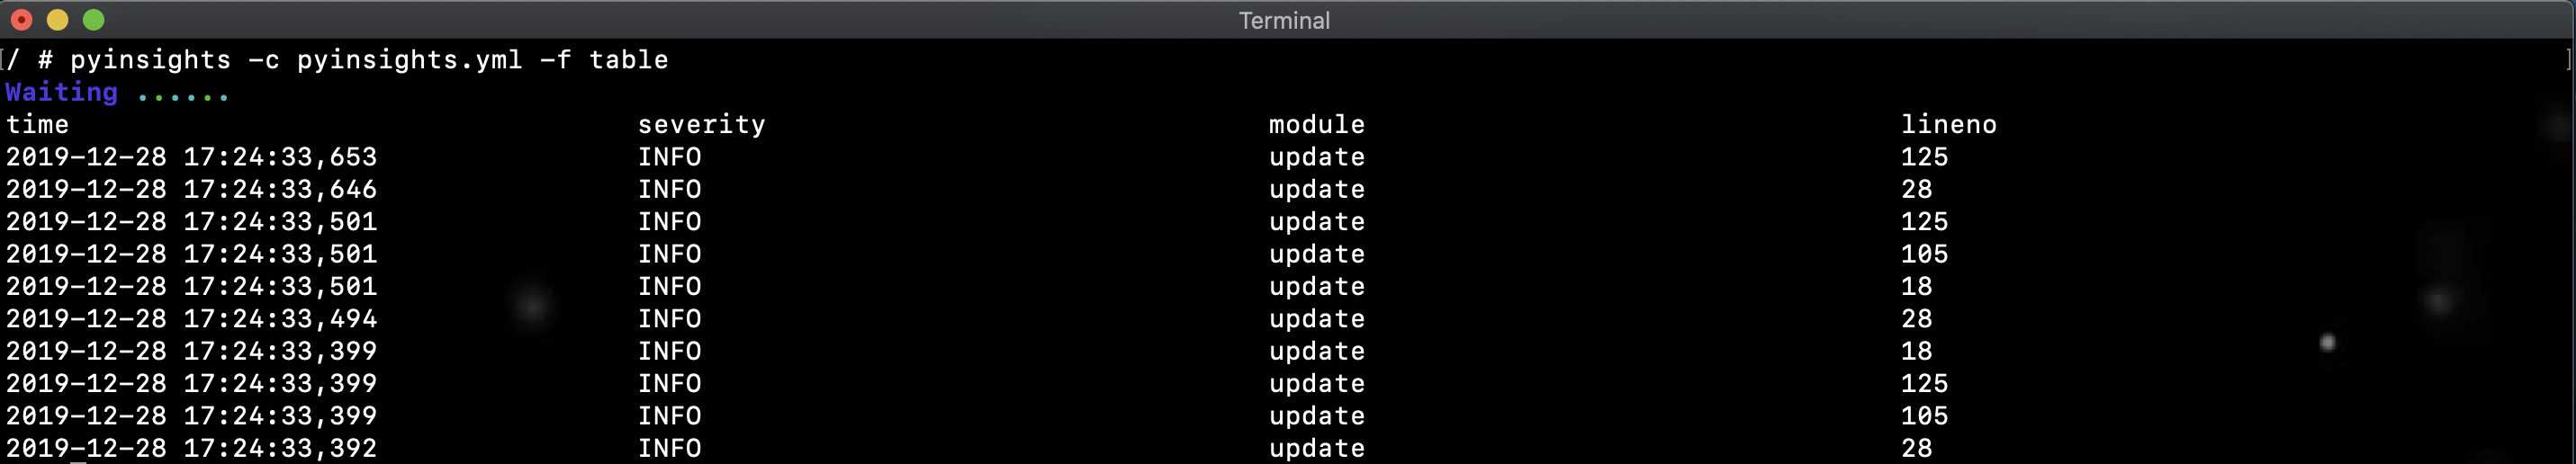 Terminal
/ # pyinsights -c pyinsights.yml -f table
Waiting ......
time severity module lineno
2019-12-28 17:24:33,653 INFO update 125
2019-12-28 17:24:33,646 INFO update 28
2019-12-28 17:24:33,501 INFO update 125
2019-12-28 17:24:33,501 INFO update 105
2019-12-28 17:24:33,501 INFO update 18
2019-12-28 17:24:33,494 INFO update 28
2019-12-28 17:24:33,399 INFO update 18
2019-12-28 17:24:33,399 INFO update 125
2019-12-28 17:24:33,399 INFO update 105
2019-12-28 17:24:33,392 INFO update 28